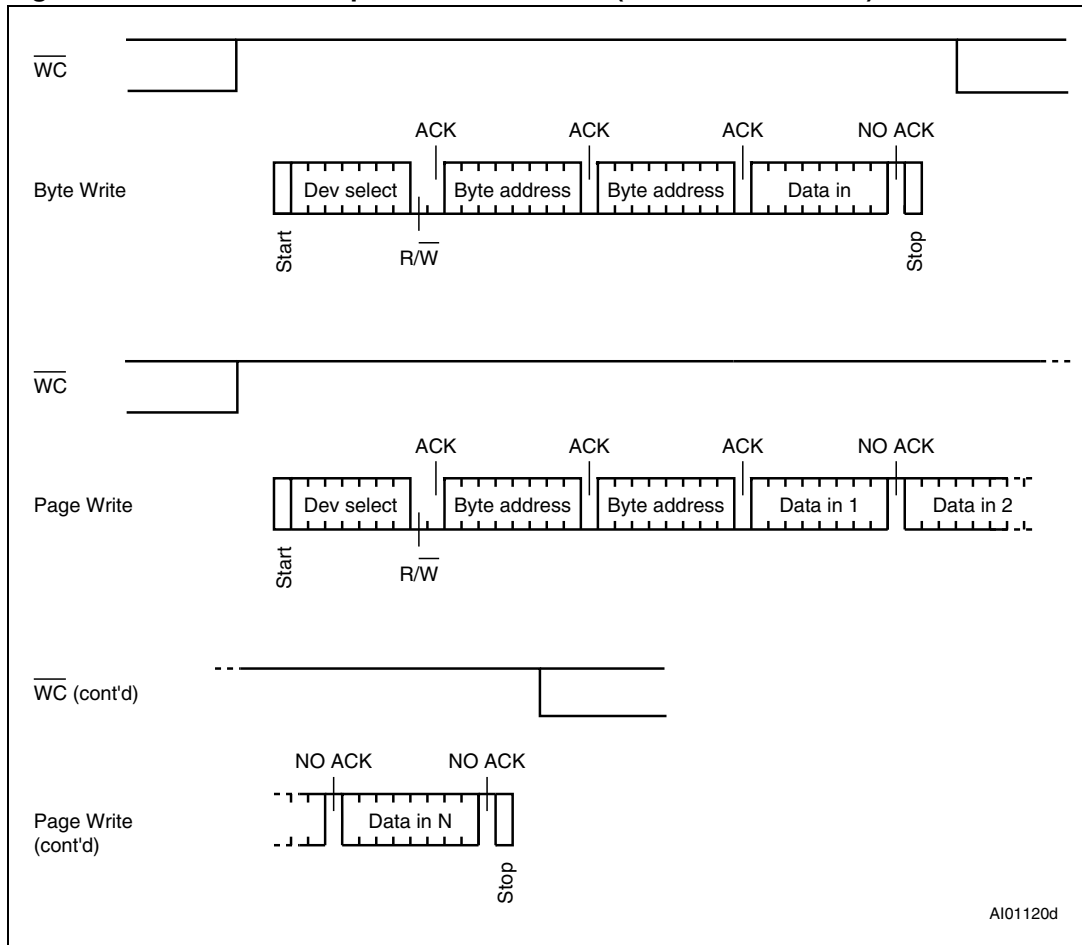 WC
ACK ACK ACK NO ACK
Byte Write Dev select Byte address Byte address Data in
Start R/W Stop
WC
ACK ACK ACK NO ACK
Page Write Dev select Byte address Byte address Data in 1 Data in 2
Start R/W
WC (cont'd)
NO ACK NO ACK
Page Write Data in N
(cont'd)
Stop
AI01120d